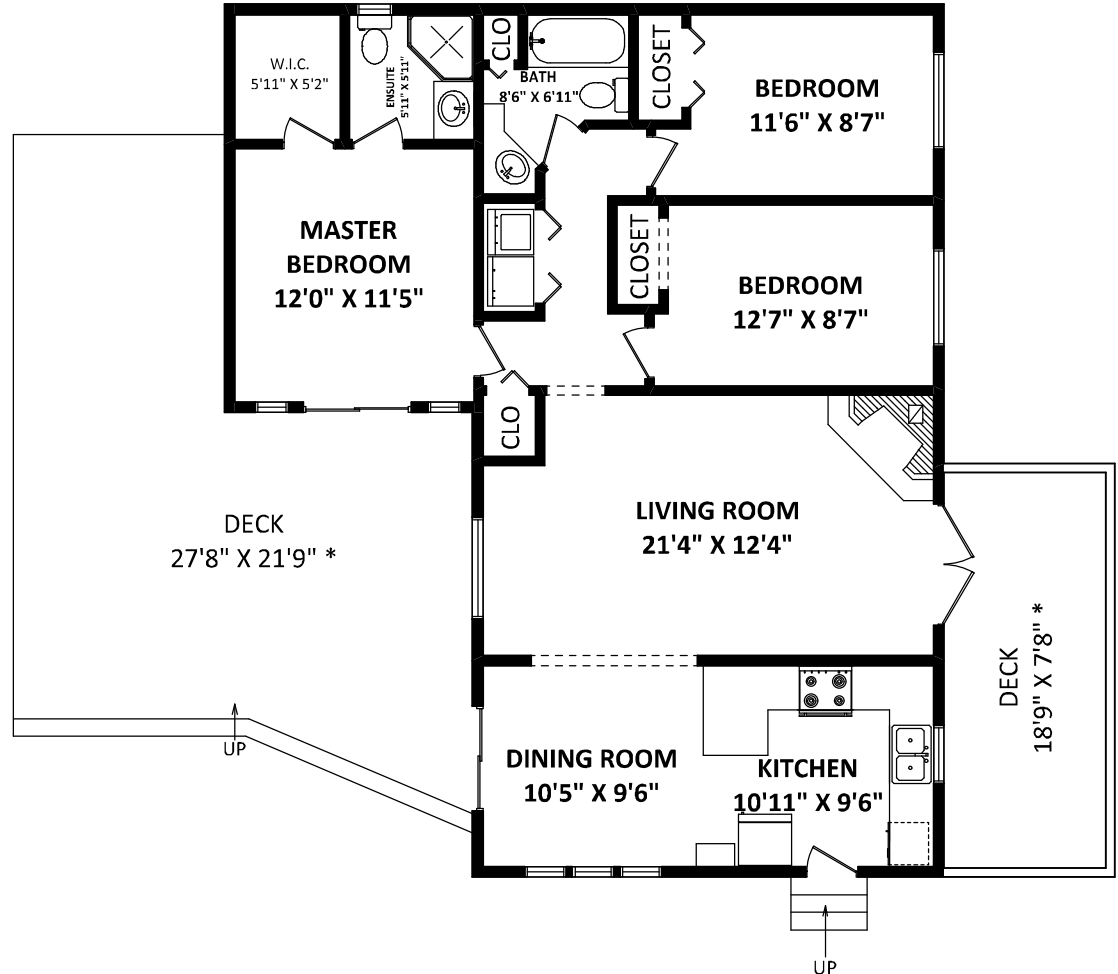 W.I.C.
5'11" X 5'2"
ENSUITE
5'11" X 5'11"
CLO
BATH
8'6" X 6'11"
CLOSET
BEDROOM
11'6" X 8'7"
MASTER
BEDROOM
12'0" X 11'5"
CLOSET
BEDROOM
12'7" X 8'7"
CLO
DECK
27'8" X 21'9" *
LIVING ROOM
21'4" X 12'4"
DECK
18'9" X 7'8" *
UP
DINING ROOM
10'5" X 9'6"
KITCHEN
10'11" X 9'6"
UP